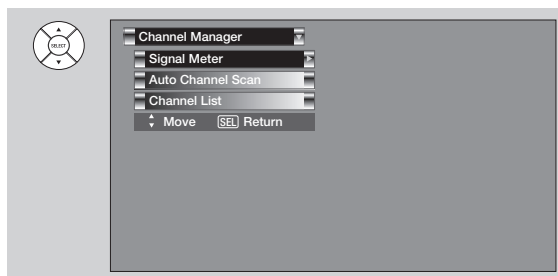 SELECT
Channel Manager
Signal Meter
Auto Channel Scan
Channel List
Move SEL Return